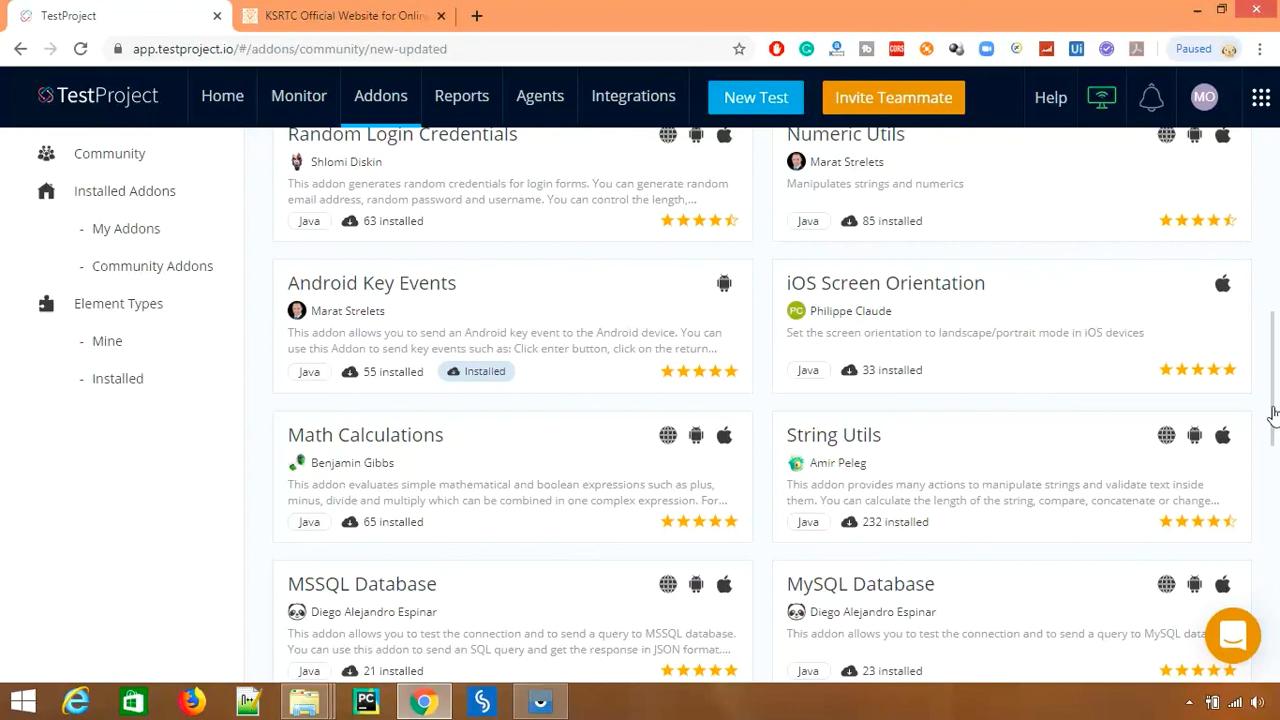 TestProject
KSRTC Official Website for Onlin
app.testproject.io/#/addons/community/new-updated
CORS
Ui
Paused
TestProject
Home
Monitor
Addons
Reports
Agents
Integrations
New Test
Invite Teammate
Help
MO
Community
Installed Addons
- My Addons
- Community Addons
Element Types
- Mine
- Installed
Random Login Credentials
Shlomi Diskin
This addon generates random credentials for login forms. You can generate random
email address, random password and username. You can control the length,...
Java
63 installed
Numeric Utils
Marat Strelets
Manipulates strings and numerics
Java
85 installed
Android Key Events
Marat Strelets
This addon allows you to send an Android key event to the Android device. You can
use this Addon to send key events such as: Click enter button, click on the return...
Java
55 installed
Installed
iOS Screen Orientation
PC
Philippe Claude
Set the screen orientation to landscape/portrait mode in iOS devices
Java
33 installed
Math Calculations
Benjamin Gibbs
This addon evaluates simple mathematical and boolean expressions such as plus,
minus, divide and multiply which can be combined in one complex expression. For...
Java
65 installed
String Utils
Amir Peleg
This addon provides many actions to manipulate strings and validate text inside
them. You can calculate the length of the string, compare, concatenate or change...
Java
232 installed
MSSQL Database
Diego Alejandro Espinar
This addon allows you to test the connection and to send a query to MSSQL database.
You can use this addon to send an SQL query and get the response in JSON format....
Java
21 installed
MySQL Database
Diego Alejandro Espinar
This addon allows you to test the connection and to send a query to MySQL data
Java
23 installed
PC